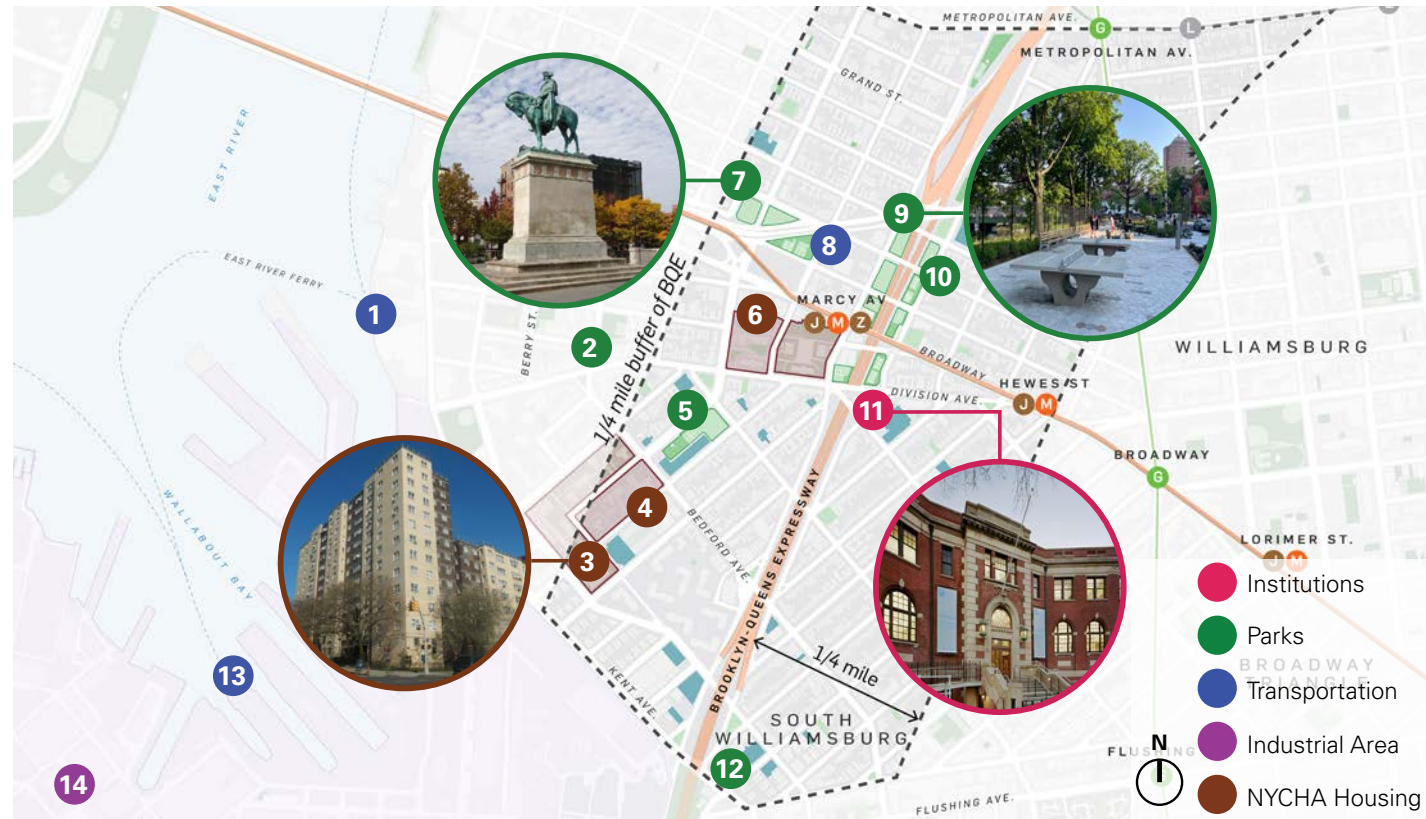 METROPOLITAN AVE.
G
L
METROPOLITAN AV.
GRAND ST.
EAST RIVER
7
9
8
10
EAST RIVER FERRY
1
1/4 mile buffer of BQE
6
MARCY AV
J M Z
BERRY ST.
2
BROADWAY
WILLIAMSBURG
HEWES ST
J M
DIVISION AVE.
5
11
BROADWAY
G
WALLABOUT BAY
4
BEDFORD AVE.
BROOKLYN-QUEENS EXPRESSWAY
LORIMER ST.
J M
3
Institutions
Parks
BROADWAY
TRIANGLE
1/4 mile
13
KENT AVE.
Transportation
SOUTH
WILLIAMSBURG
Industrial Area
FLUSHING
N
12
14
NYCHA Housing
FLUSHING AVE.